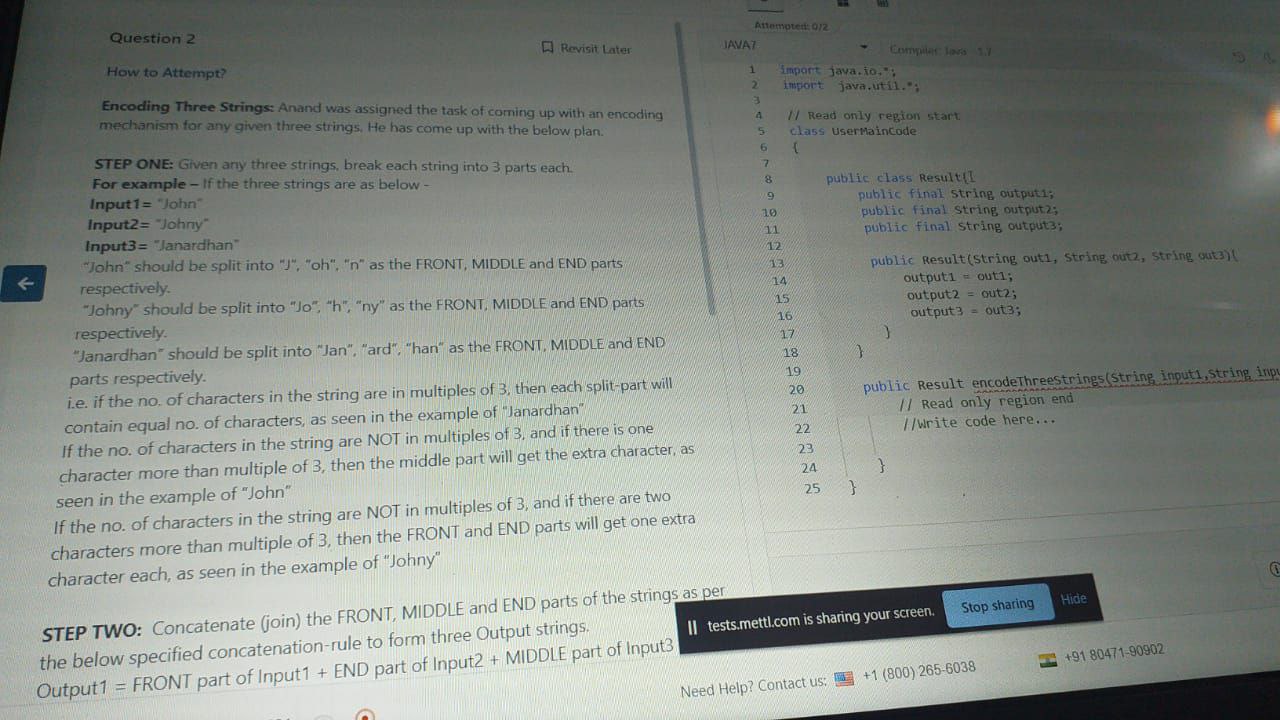 Question 2
Revisit Later
How to Attempt?
Encoding Three Strings: Anand was assigned the task of coming up with an encoding
mechanism for any given three strings. He has come up with the below plan.
STEP ONE: Given any three strings, break each string into 3 parts each.
For example – If the three strings are as below -
Input1= "John"
Input2= "Johny"
Input3= "Janardhan"
"John" should be split into "J", "oh", "n" as the FRONT, MIDDLE and END parts
respectively.
"Johny" should be split into "Jo", "h", "ny" as the FRONT, MIDDLE and END parts
respectively.
"Janardhan" should be split into "Jan", "ard", "han" as the FRONT, MIDDLE and END
parts respectively.
i.e. if the no. of characters in the string are in multiples of 3, then each split-part will
contain equal no. of characters, as seen in the example of "Janardhan"
If the no. of characters in the string are NOT in multiples of 3, and if there is one
character more than multiple of 3, then the middle part will get the extra character, as
seen in the example of "John"
If the no. of characters in the string are NOT in multiples of 3, and if there are two
characters more than multiple of 3, then the FRONT and END parts will get one extra
character each, as seen in the example of "Johny"
STEP TWO: Concatenate (join) the FRONT, MIDDLE and END parts of the strings as per
the below specified concatenation-rule to form three Output strings.
Output1 = FRONT part of Input1 + END part of Input2 + MIDDLE part of Input3
Attempted: 0/2
JAVA7
Compiler: Java - 1.7
1 import java.io.*;
2 import java.util.*;
3
4 // Read only region start
5 class UserMainCode
6 {
7
8 public class Result{
9 public final String output1;
10 public final String output2;
11 public final String output3;
12
13 public Result(String out1, String out2, String out3){
14 output1 = out1;
15 output2 = out2;
16 output3 = out3;
17 }
18 }
19
20 public Result encodeThreeStrings(String input1,String inpu
21 // Read only region end
22 //Write code here...
23
24 }
25 }
tests.mettl.com is sharing your screen.
Stop sharing
Hide
Need Help? Contact us: +1 (800) 265-6038
+91 80471-90902